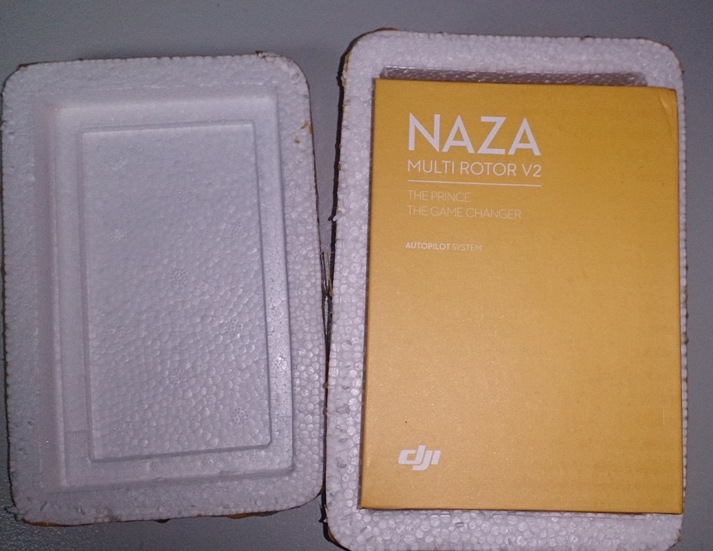 NAZA
MULTI ROTOR V2
THE PRINCE
THE GAME CHANGER
AUTOPILOT SYSTEM
dji